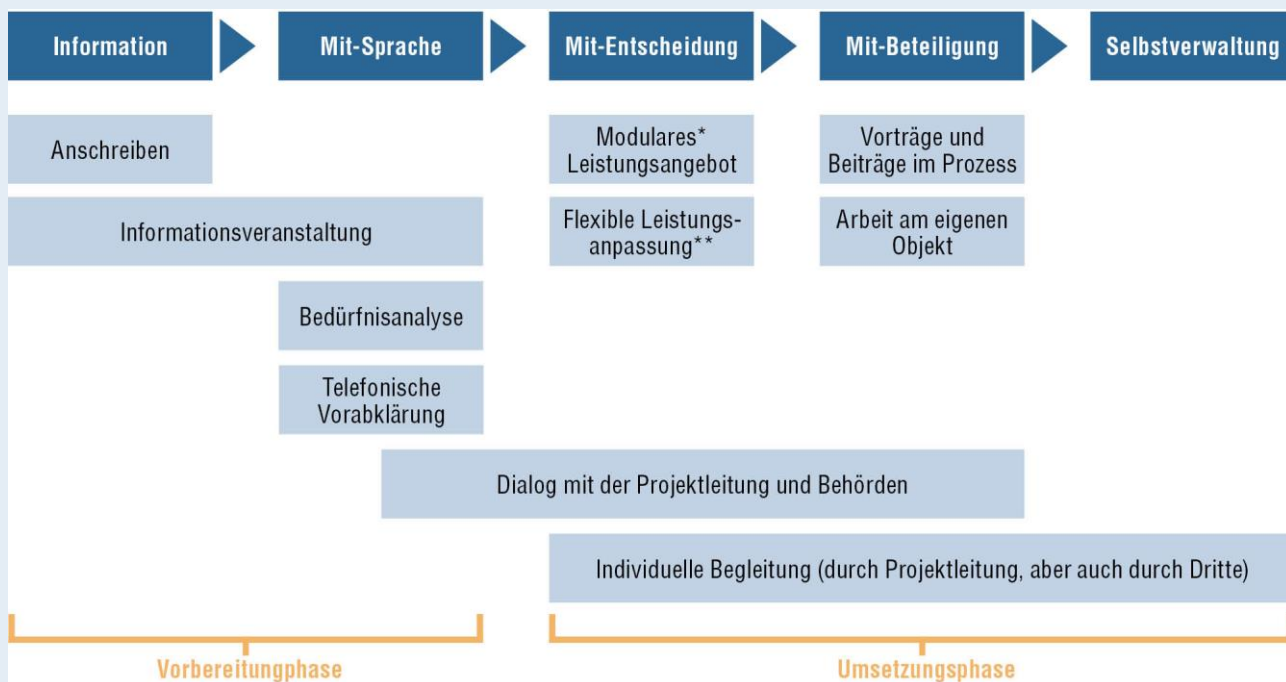 Information
Mit-Sprache
Mit-Entscheidung
Mit-Beteiligung
Selbstverwaltung
Anschreiben
Modulares*
Leistungsangebot
Vorträge und
Beiträge im Prozess
Informationsveranstaltung
Flexible Leistungs-
anpassung**
Arbeit am eigenen
Objekt
Bedürfnisanalyse
Telefonische
Vorabklärung
Dialog mit der Projektleitung und Behörden
Individuelle Begleitung (durch Projektleitung, aber auch durch Dritte)
Vorbereitungphase
Umsetzungsphase